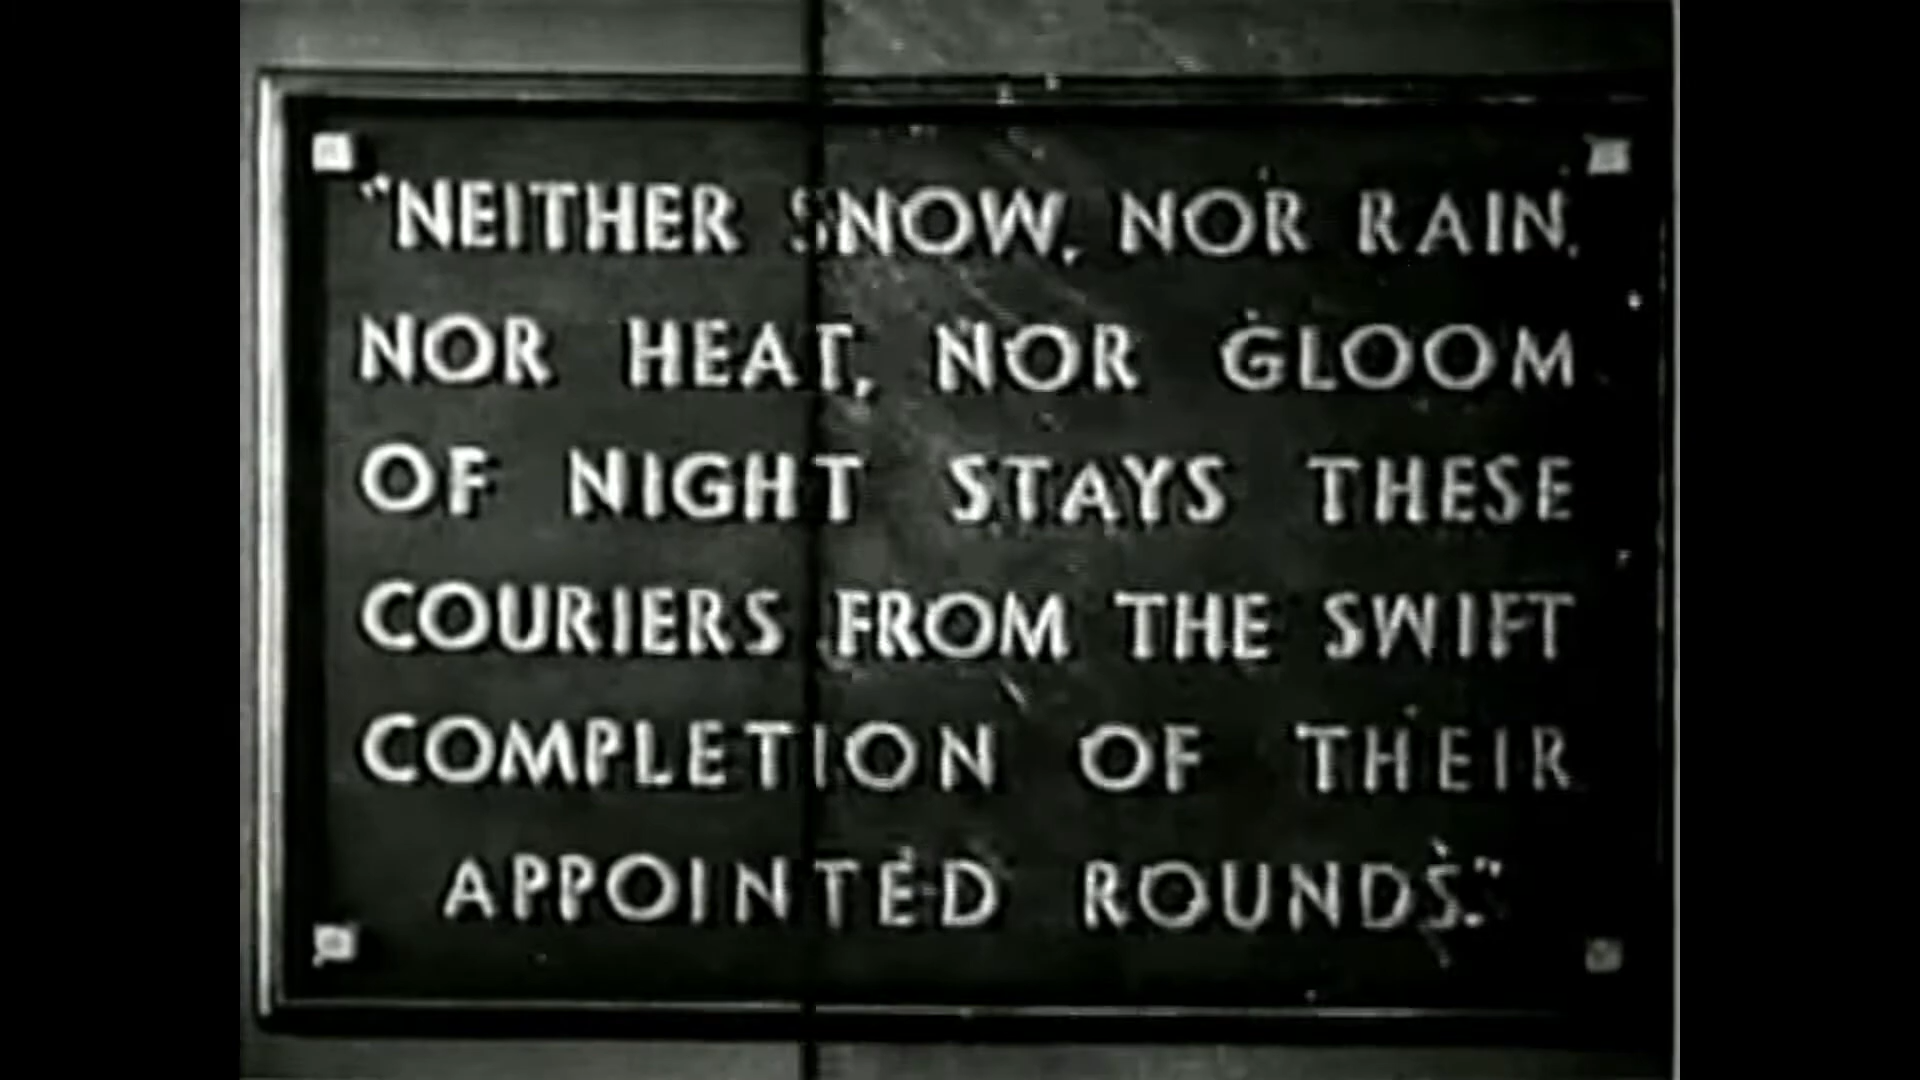 "NEITHER SNOW, NOR RAIN,
NOR HEAT, NOR GLOOM
OF NIGHT STAYS THESE
COURIERS FROM THE SWIFT
COMPLETION OF THEIR
APPOINTED ROUNDS."